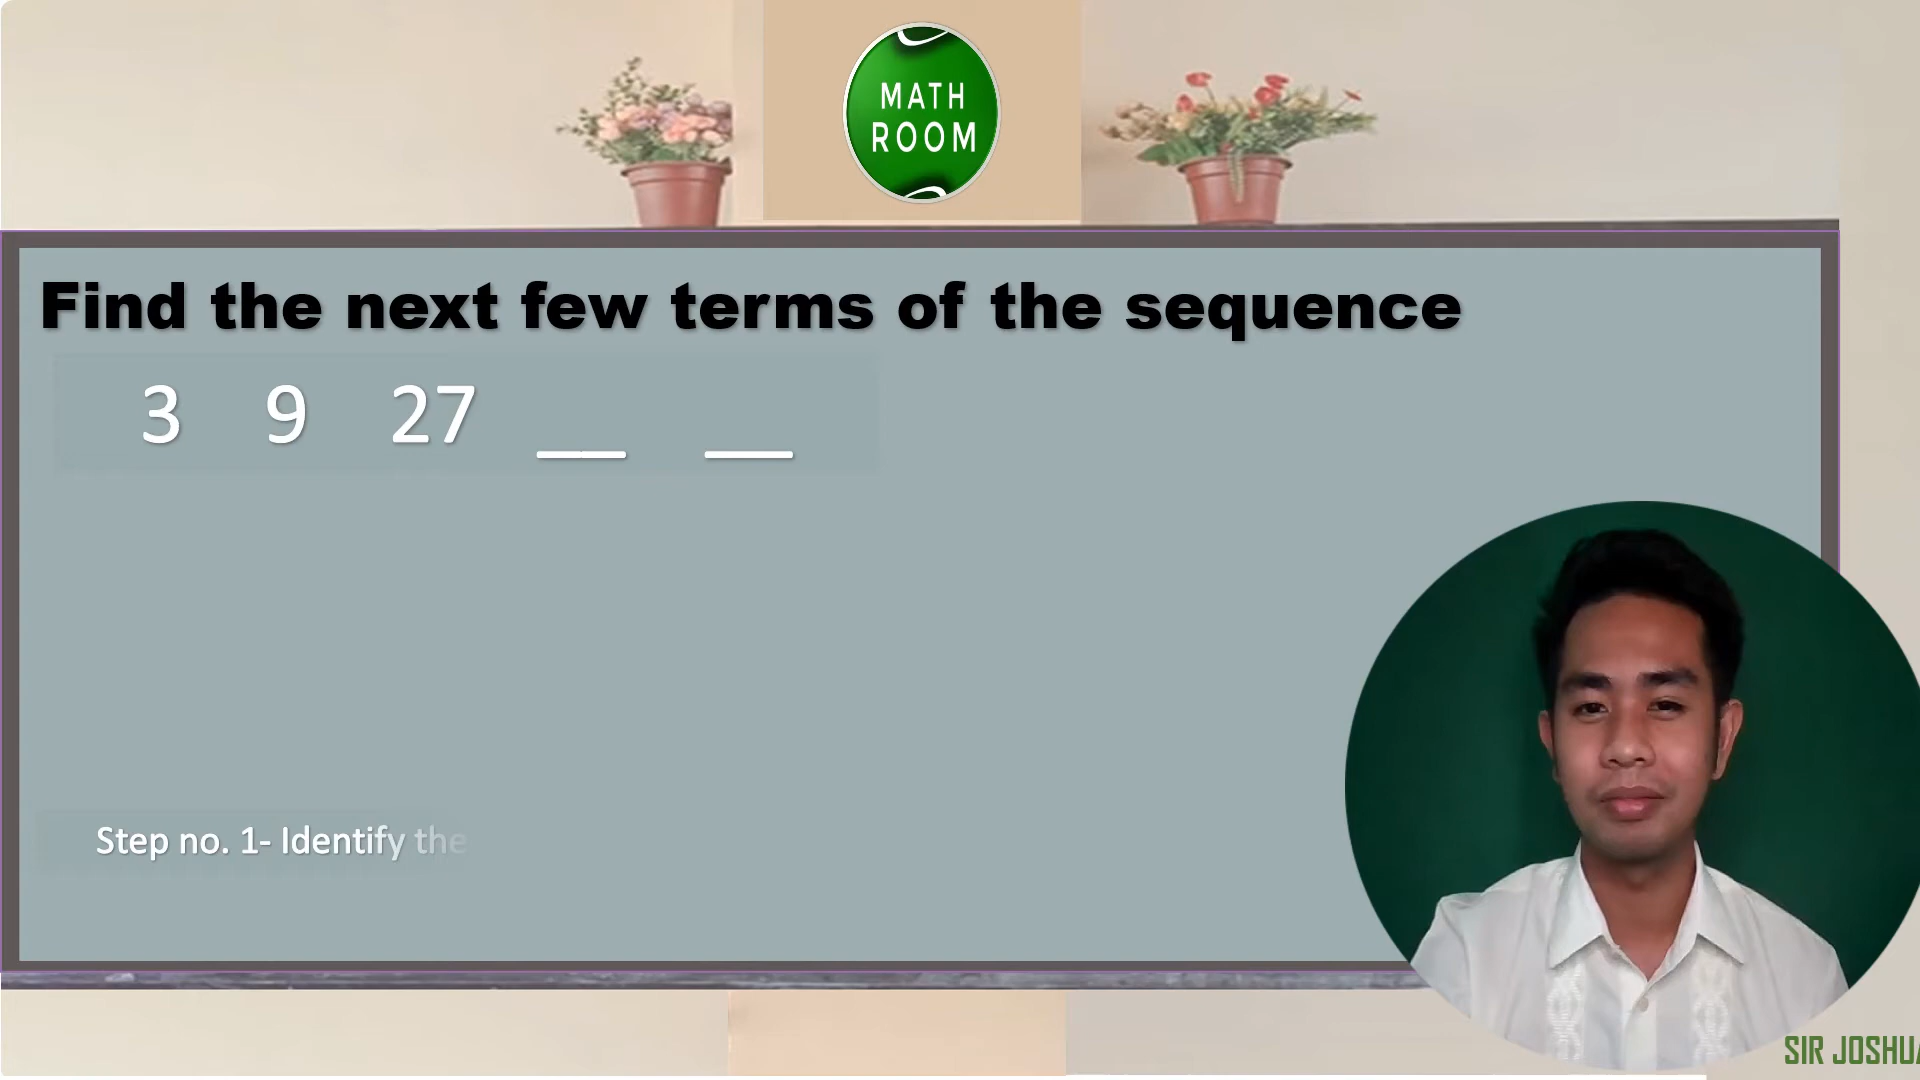 MATH
ROOM
Find the next few terms of the sequence
3 9 27 __ __
Step no. 1- Identify the
SIR JOSHUA